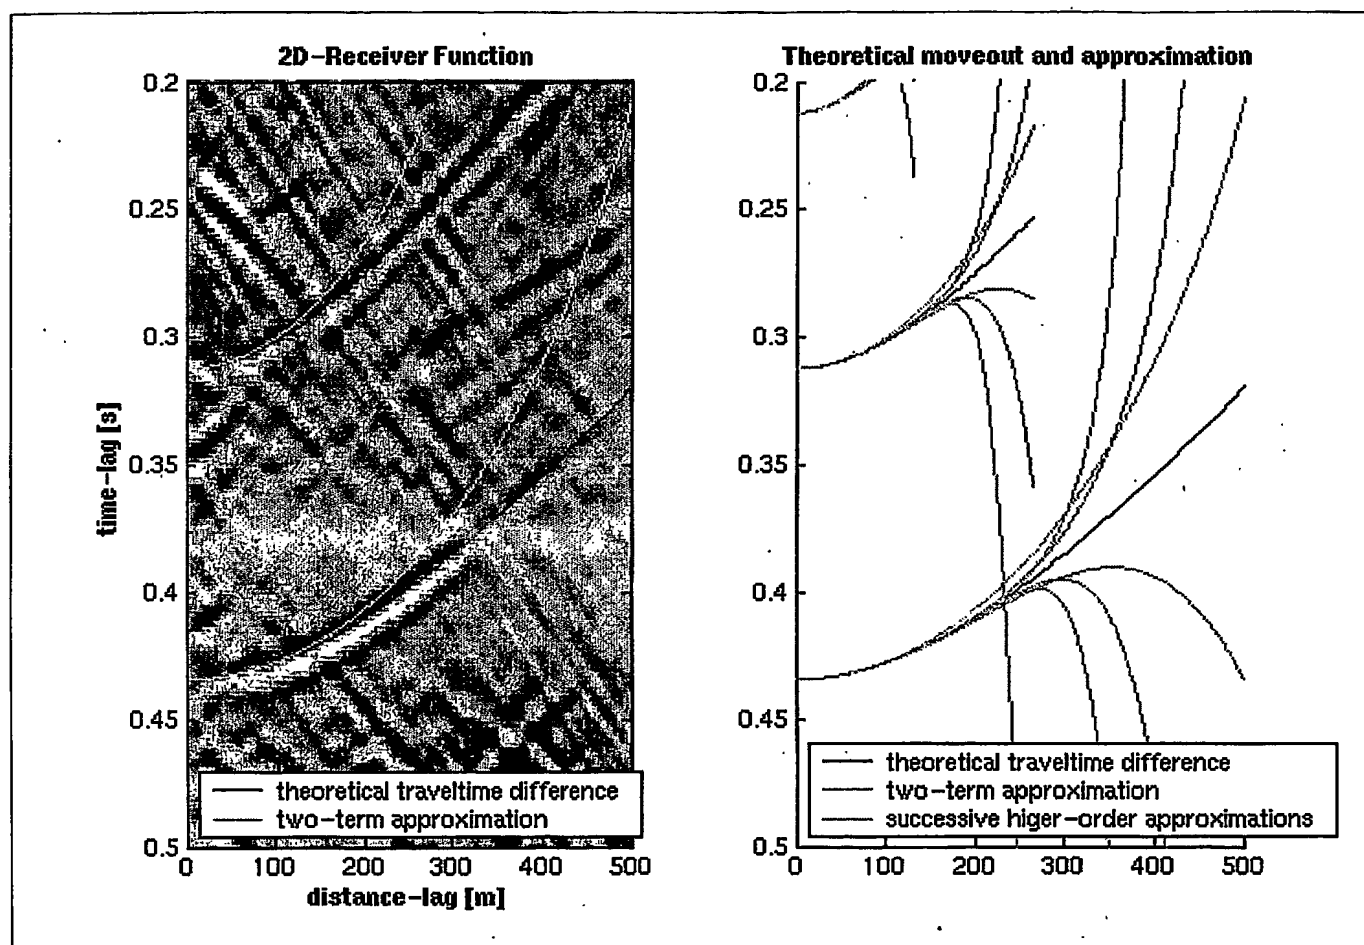 2D-Receiver Function
0.2
0.25
0.3
0.35
0.4
0.45
0.5
time-lag [s]
theoretical traveltime difference
two-term approximation
0 100 200 300 400 500
distance-lag [m]
Theoretical moveout and approximation
0.2
0.25
0.3
0.35
0.4
0.45
0.5
theoretical traveltime difference
two-term approximation
successive higer-order approximations
0 100 200 300 400 500